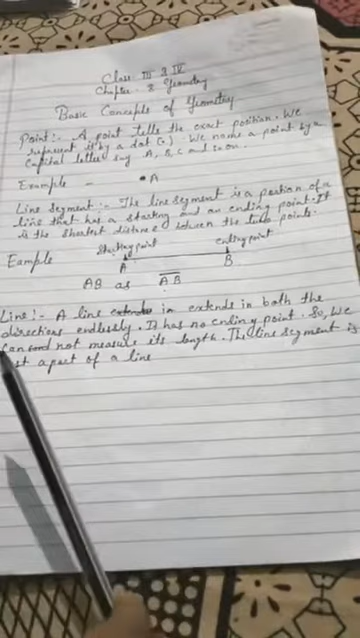 Class III & IV
Chapter - 8 Geometry
Basic Concepts of Geometry
Point:- A point tells the exact position. We
represent it by a dot (.). We name a point by a
capital letter say A, B, C and so on.
Example - •A
Line Segment:- The line segment is a portion of a
line that has a starting and an ending point. It
is the shortest distance between the two points.
Starting point ending point
Eample
A B
AB as AB
Line:- A line in extends in both the
directions endlessly. It has no ending point. So, we
can not measure its length. The line segment is
st a part of a line